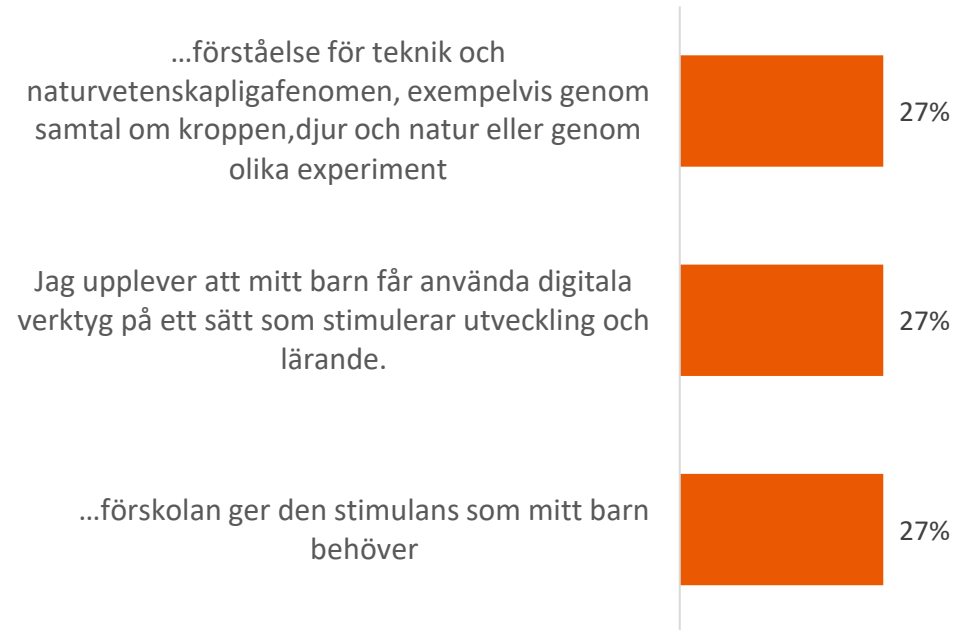 …förståelse för teknik och
naturvetenskapligafenomen, exempelvis genom
samtal om kroppen,djur och natur eller genom
olika experiment
27%
Jag upplever att mitt barn får använda digitala
verktyg på ett sätt som stimulerar utveckling och
lärande.
27%
…förskolan ger den stimulans som mitt barn
behöver
27%